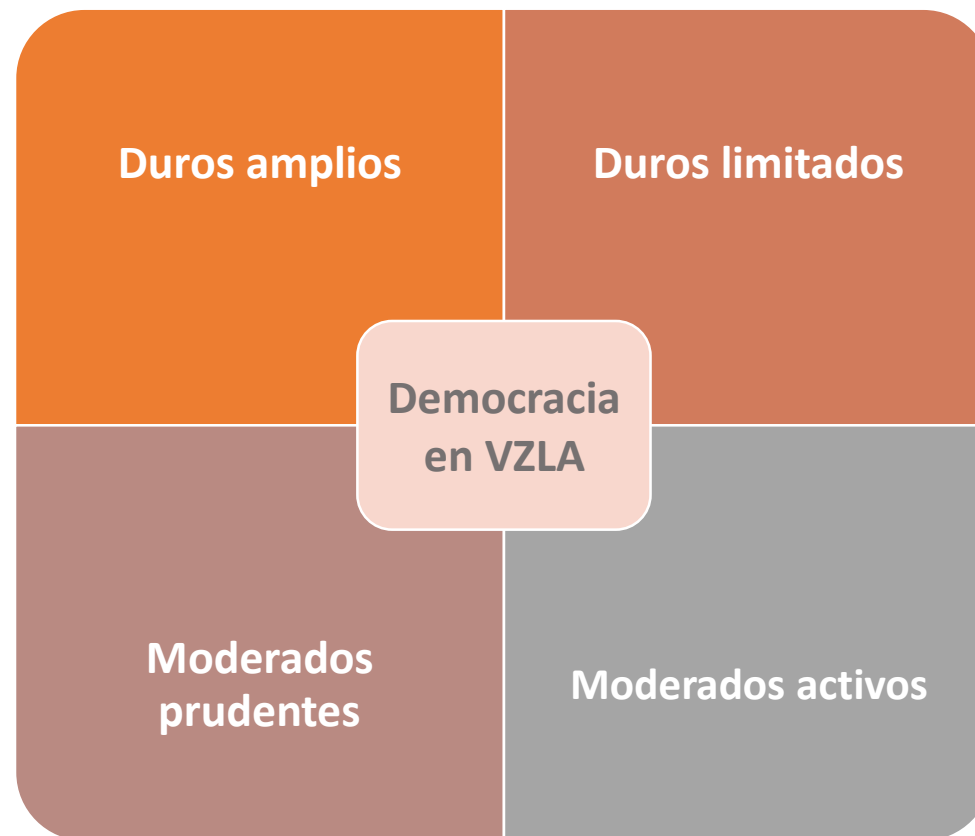 Duros amplios
Duros limitados
Democracia
en VZLA
Moderados
prudentes
Moderados activos